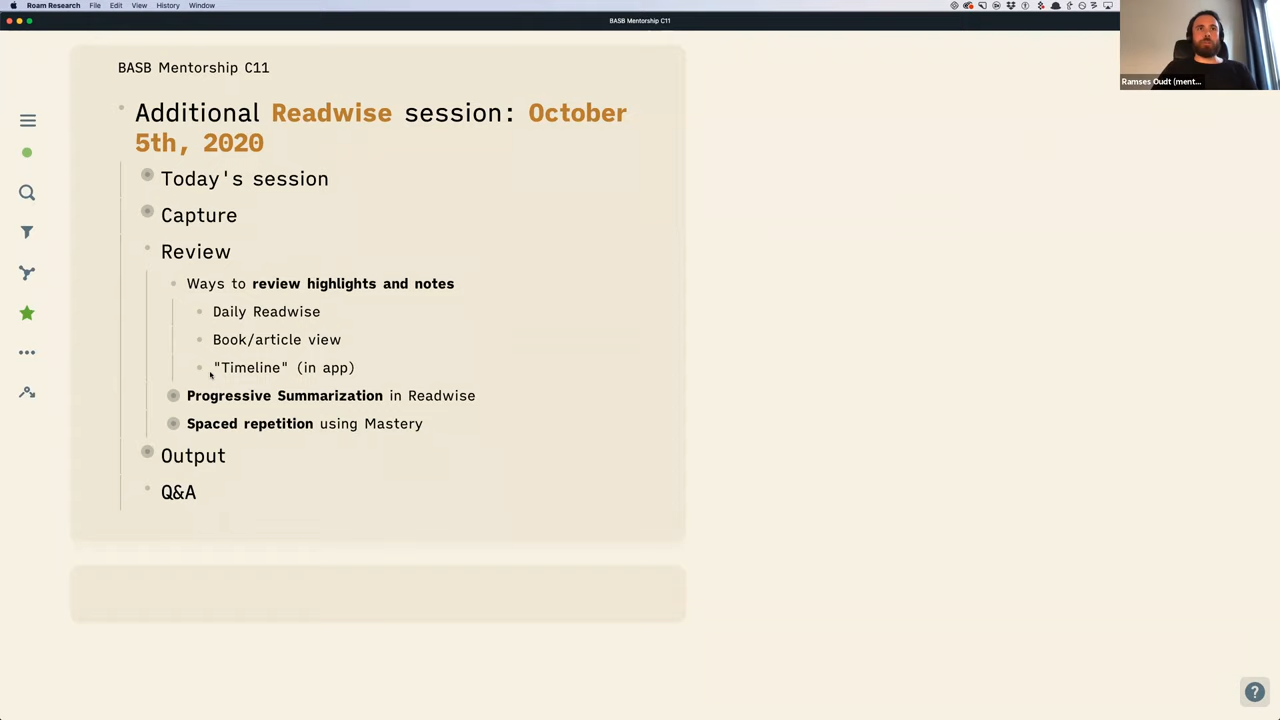 Roam Research File Edit View History Window
BASB Mentorship C11
Ramses Oudt (ment...
BASB Mentorship C11
Additional Readwise session: October
5th, 2020
Today's session
Capture
Review
Ways to review highlights and notes
Daily Readwise
Book/article view
"Timeline" (in app)
Progressive Summarization in Readwise
Spaced repetition using Mastery
Output
Q&A
?